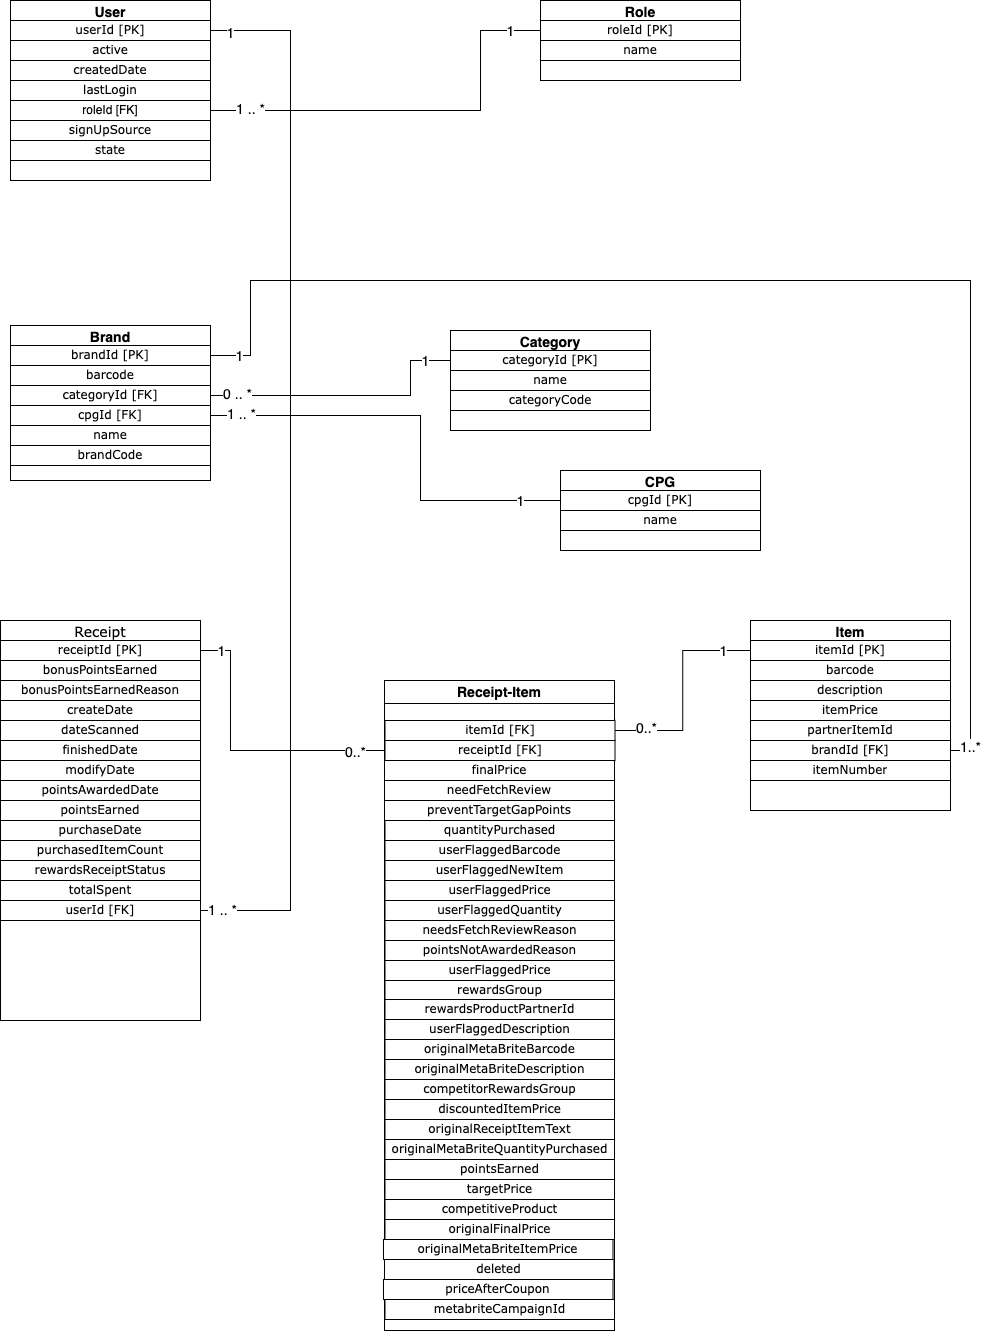 User
userId [PK]
active
createdDate
lastLogin
roleId [FK]
signUpSource
state
1
1 .. *
1
Role
roleId [PK]
name
Brand
brandId [PK]
barcode
categoryId [FK]
cpgId [FK]
name
brandCode
1
0 .. *
1 .. *
1
Category
categoryId [PK]
name
categoryCode
1
CPG
cpgId [PK]
name
Receipt
receiptId [PK]
bonusPointsEarned
bonusPointsEarnedReason
createDate
dateScanned
finishedDate
modifyDate
pointsAwardedDate
pointsEarned
purchaseDate
purchasedItemCount
rewardsReceiptStatus
totalSpent
userId [FK]
1
1 .. *
0..*
Receipt-Item
itemId [FK]
receiptId [FK]
finalPrice
needFetchReview
preventTargetGapPoints
quantityPurchased
userFlaggedBarcode
userFlaggedNewItem
userFlaggedPrice
userFlaggedQuantity
needsFetchReviewReason
pointsNotAwardedReason
userFlaggedPrice
rewardsGroup
rewardsProductPartnerId
userFlaggedDescription
originalMetaBriteBarcode
originalMetaBriteDescription
competitorRewardsGroup
discountedItemPrice
originalReceiptItemText
originalMetaBriteQuantityPurchased
pointsEarned
targetPrice
competitiveProduct
originalFinalPrice
originalMetaBriteItemPrice
deleted
priceAfterCoupon
metabriteCampaignId
0..*
1
Item
itemId [PK]
barcode
description
itemPrice
partnerItemId
brandId [FK]
itemNumber
1..*